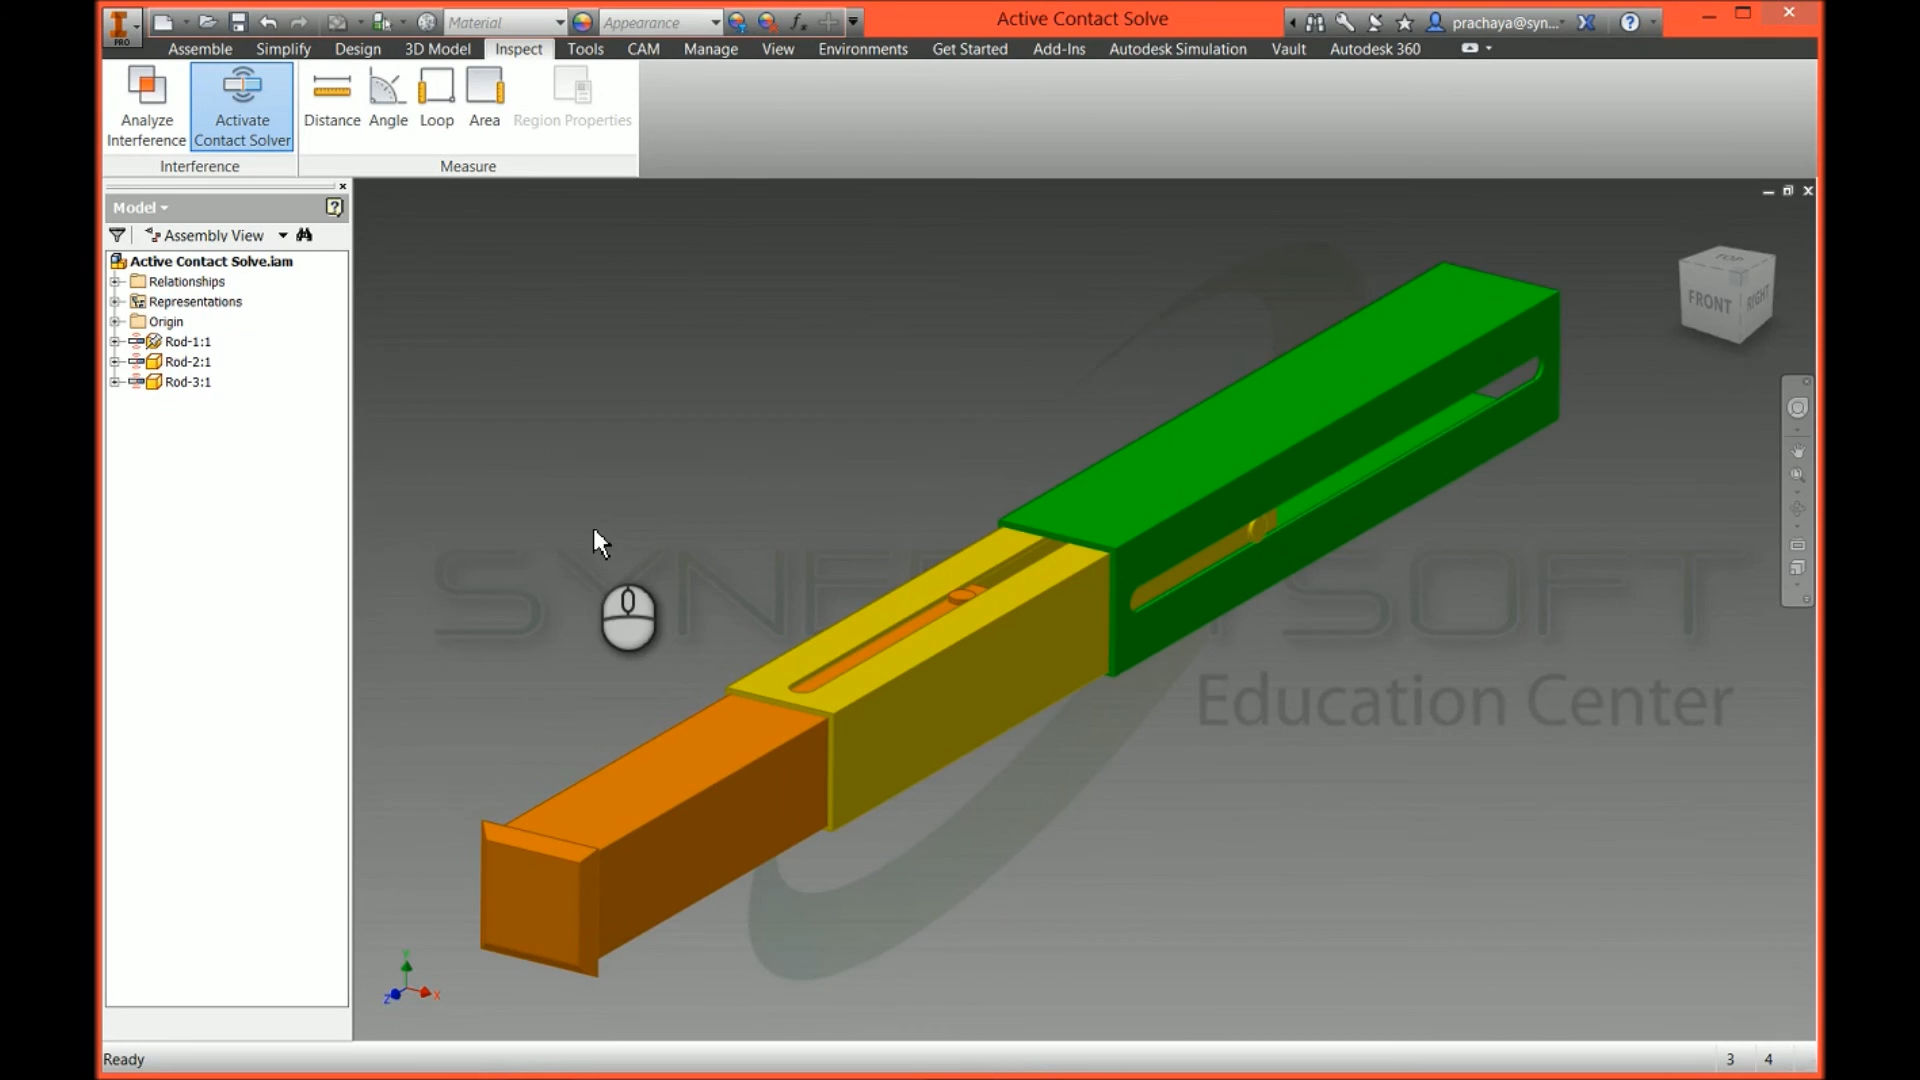 PRO
Material
Appearance
Active Contact Solve
prachaya@syn...
Assemble Simplify Design 3D Model Inspect Tools CAM Manage View Environments Get Started Add-Ins Autodesk Simulation Vault Autodesk 360
Analyze Interference
Activate Contact Solver
Distance Angle Loop Area Region Properties
Interference Measure
Model
Assembly View
Active Contact Solve.iam
Relationships
Representations
Origin
Rod-1:1
Rod-2:1
Rod-3:1
TOP
FRONT
RIGHT
Education Center
Y
Z
X
Ready
3 4